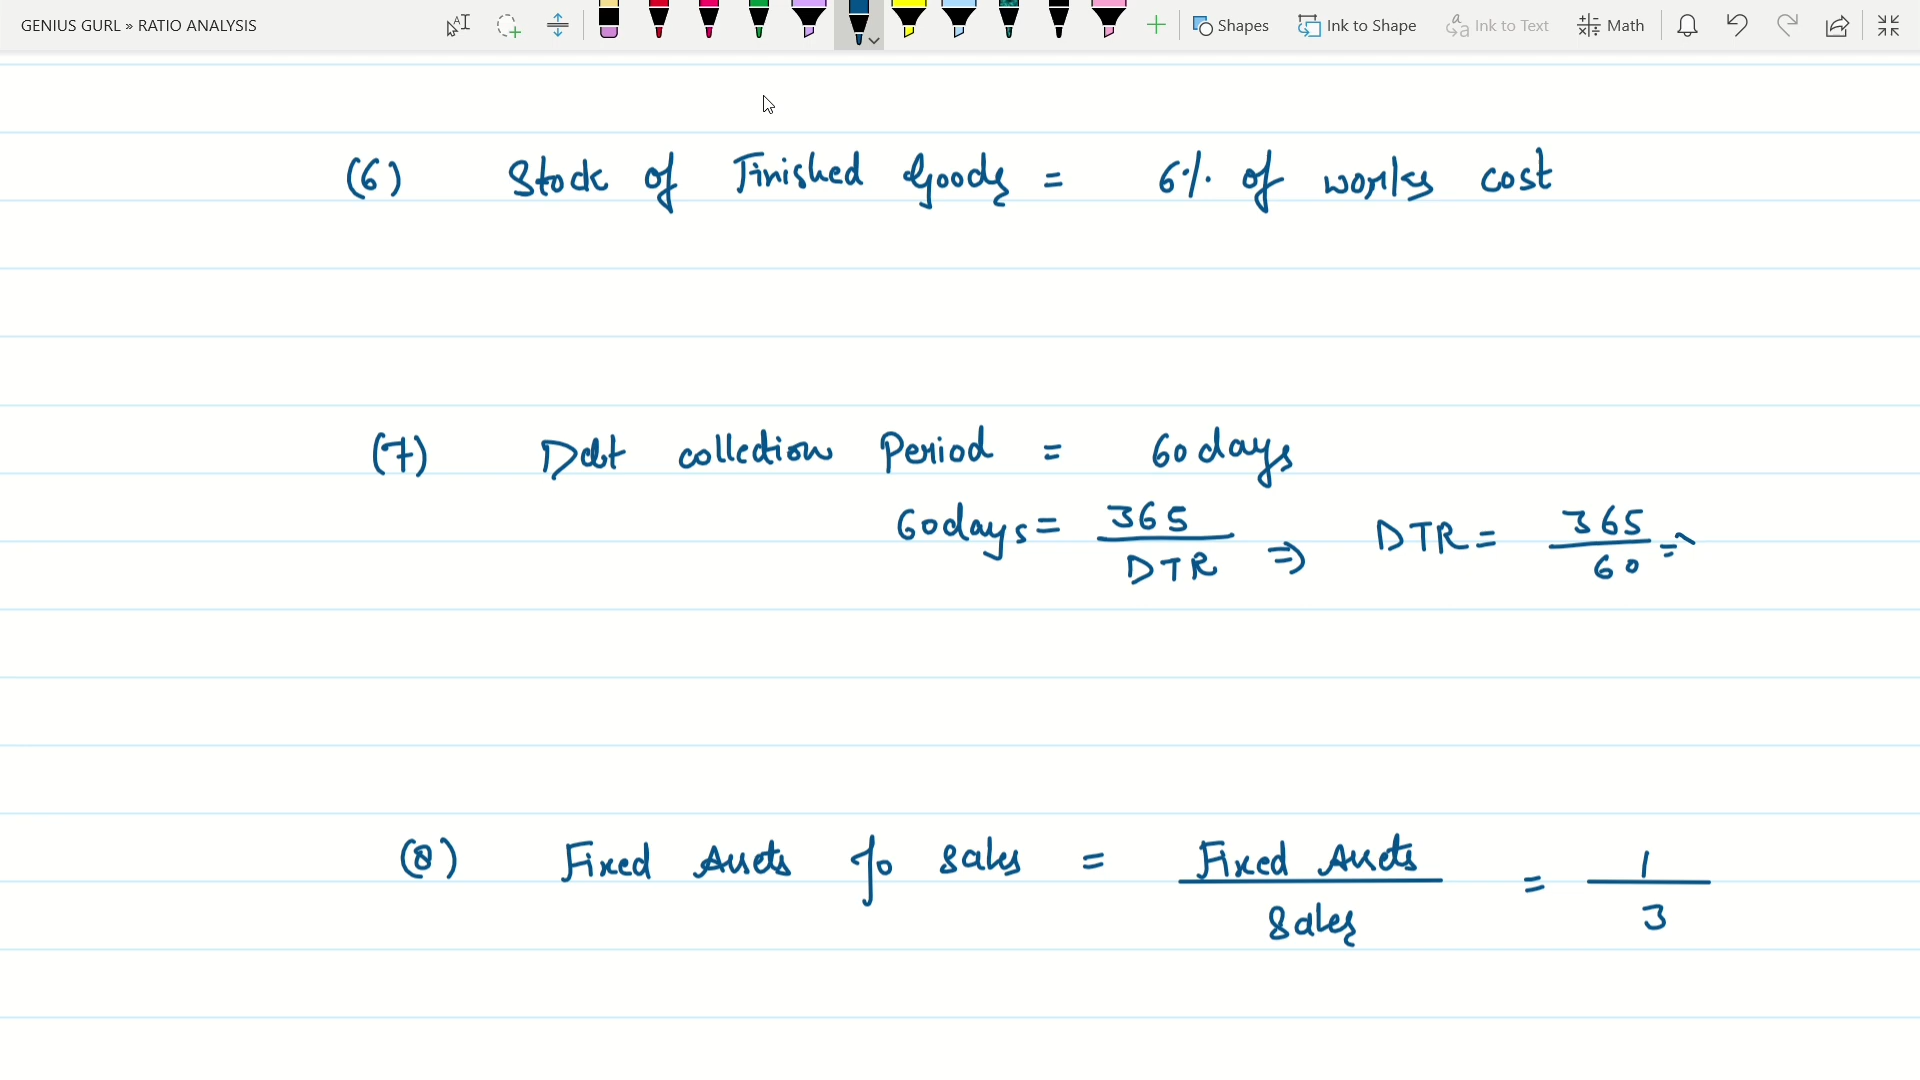 GENIUS GURL » RATIO ANALYSIS Shapes Ink to Shape Ink to Text Math
(6) Stock of Finished Goods = 6% of works cost
(7) Debt collection Period = 60 days
60 days = 365 / DTR ⇒ DTR = 365 / 60 =
(8) Fixed Assets to sales = Fixed Assets / Sales = 1 / 3